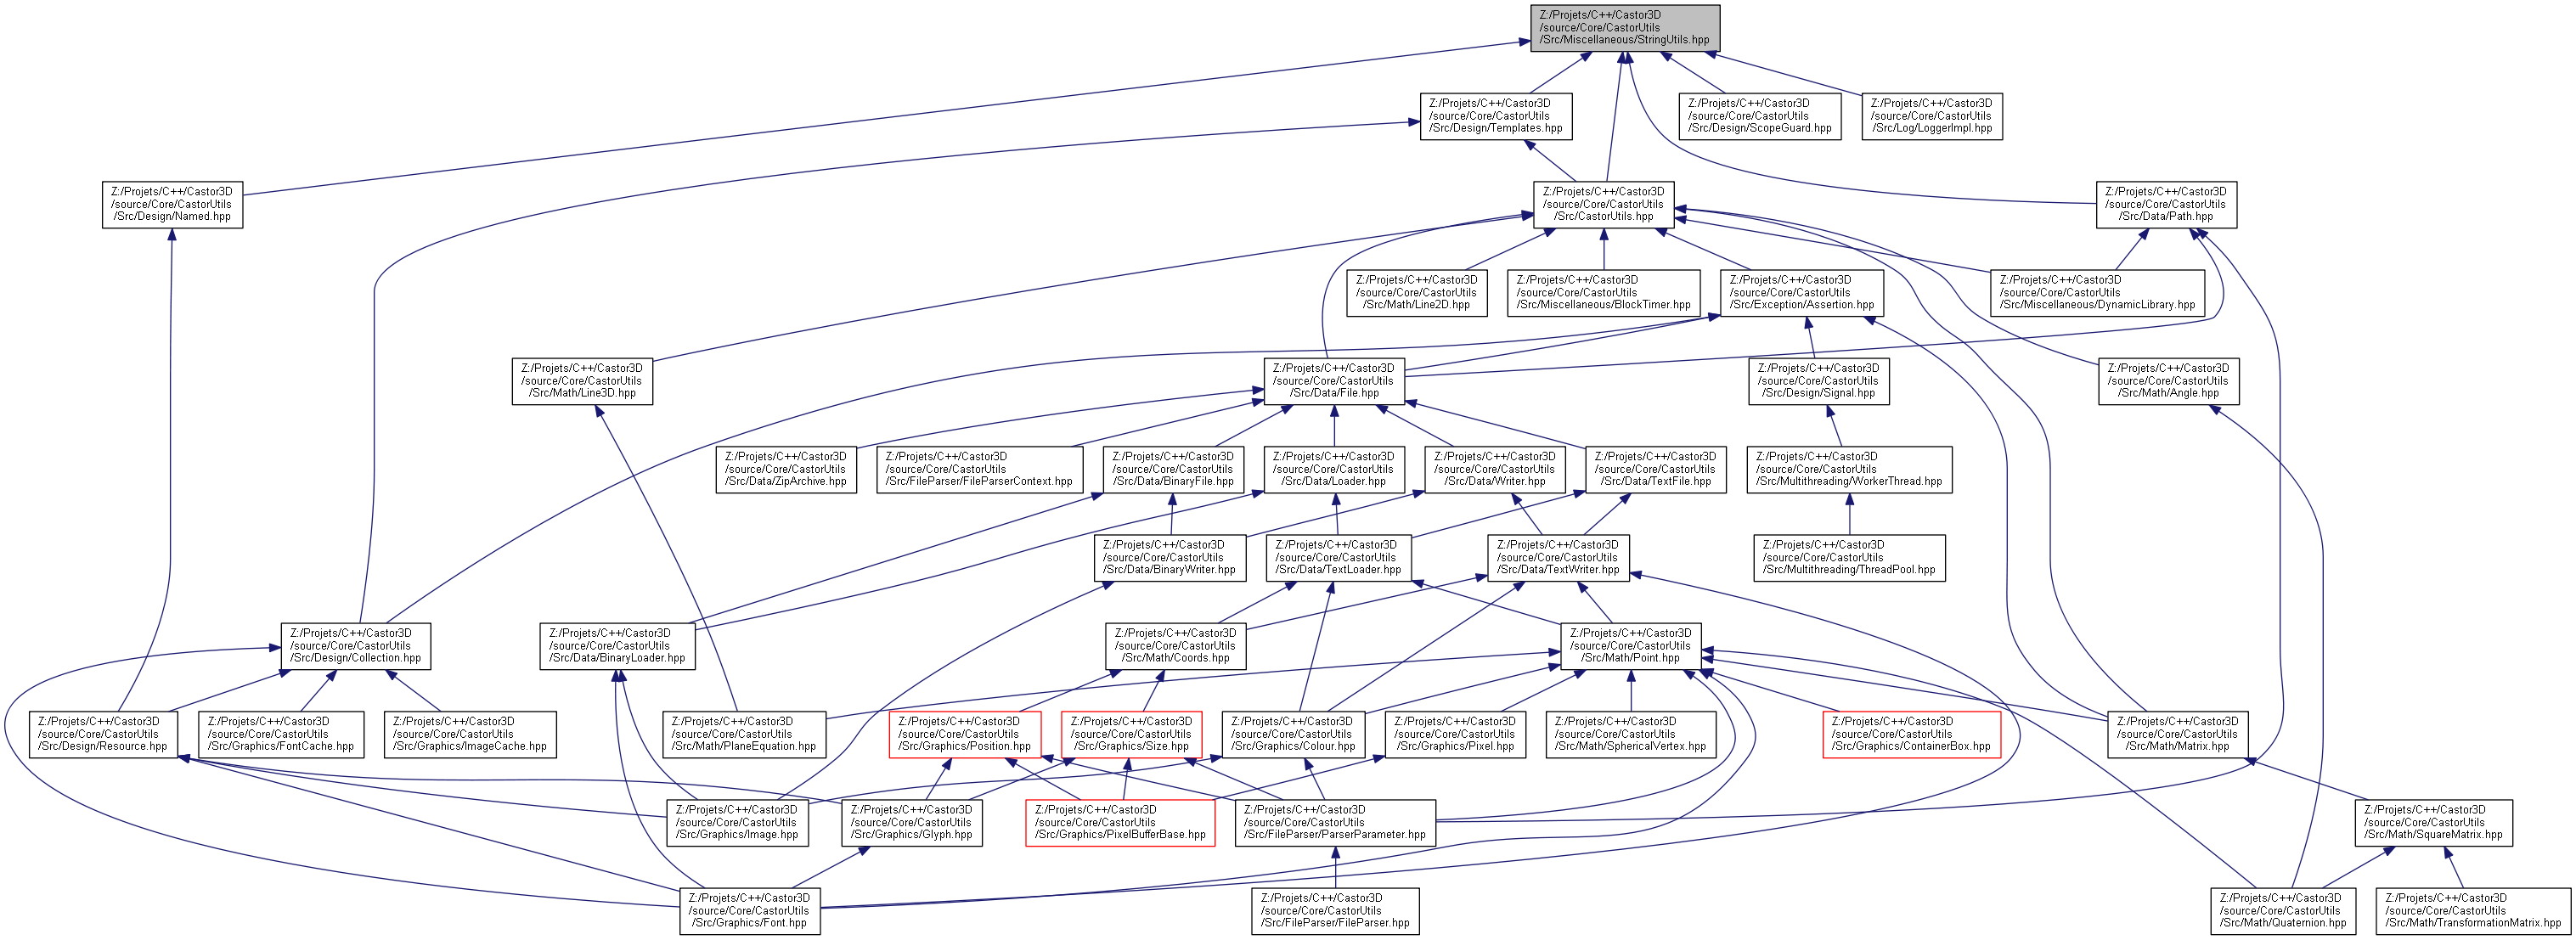 Z:/Projets/C++/Castor3D
/source/Core/CastorUtils
/Src/Miscellaneous/StringUtils.hpp
Z:/Projets/C++/Castor3D
/source/Core/CastorUtils
/Src/Design/Templates.hpp
Z:/Projets/C++/Castor3D
/source/Core/CastorUtils
/Src/Design/ScopeGuard.hpp
Z:/Projets/C++/Castor3D
/source/Core/CastorUtils
/Src/Log/LoggerImpl.hpp
Z:/Projets/C++/Castor3D
/source/Core/CastorUtils
/Src/Design/Named.hpp
Z:/Projets/C++/Castor3D
/source/Core/CastorUtils
/Src/CastorUtils.hpp
Z:/Projets/C++/Castor3D
/source/Core/CastorUtils
/Src/Data/Path.hpp
Z:/Projets/C++/Castor3D
/source/Core/CastorUtils
/Src/Math/Line2D.hpp
Z:/Projets/C++/Castor3D
/source/Core/CastorUtils
/Src/Miscellaneous/BlockTimer.hpp
Z:/Projets/C++/Castor3D
/source/Core/CastorUtils
/Src/Exception/Assertion.hpp
Z:/Projets/C++/Castor3D
/source/Core/CastorUtils
/Src/Miscellaneous/DynamicLibrary.hpp
Z:/Projets/C++/Castor3D
/source/Core/CastorUtils
/Src/Math/Line3D.hpp
Z:/Projets/C++/Castor3D
/source/Core/CastorUtils
/Src/Data/File.hpp
Z:/Projets/C++/Castor3D
/source/Core/CastorUtils
/Src/Design/Signal.hpp
Z:/Projets/C++/Castor3D
/source/Core/CastorUtils
/Src/Math/Angle.hpp
Z:/Projets/C++/Castor3D
/source/Core/CastorUtils
/Src/Data/ZipArchive.hpp
Z:/Projets/C++/Castor3D
/source/Core/CastorUtils
/Src/FileParser/FileParserContext.hpp
Z:/Projets/C++/Castor3D
/source/Core/CastorUtils
/Src/Data/BinaryFile.hpp
Z:/Projets/C++/Castor3D
/source/Core/CastorUtils
/Src/Data/Loader.hpp
Z:/Projets/C++/Castor3D
/source/Core/CastorUtils
/Src/Data/Writer.hpp
Z:/Projets/C++/Castor3D
/source/Core/CastorUtils
/Src/Data/TextFile.hpp
Z:/Projets/C++/Castor3D
/source/Core/CastorUtils
/Src/Multithreading/WorkerThread.hpp
Z:/Projets/C++/Castor3D
/source/Core/CastorUtils
/Src/Data/BinaryWriter.hpp
Z:/Projets/C++/Castor3D
/source/Core/CastorUtils
/Src/Data/TextLoader.hpp
Z:/Projets/C++/Castor3D
/source/Core/CastorUtils
/Src/Data/TextWriter.hpp
Z:/Projets/C++/Castor3D
/source/Core/CastorUtils
/Src/Multithreading/ThreadPool.hpp
Z:/Projets/C++/Castor3D
/source/Core/CastorUtils
/Src/Design/Collection.hpp
Z:/Projets/C++/Castor3D
/source/Core/CastorUtils
/Src/Data/BinaryLoader.hpp
Z:/Projets/C++/Castor3D
/source/Core/CastorUtils
/Src/Math/Coords.hpp
Z:/Projets/C++/Castor3D
/source/Core/CastorUtils
/Src/Math/Point.hpp
Z:/Projets/C++/Castor3D
/source/Core/CastorUtils
/Src/Design/Resource.hpp
Z:/Projets/C++/Castor3D
/source/Core/CastorUtils
/Src/Graphics/FontCache.hpp
Z:/Projets/C++/Castor3D
/source/Core/CastorUtils
/Src/Graphics/ImageCache.hpp
Z:/Projets/C++/Castor3D
/source/Core/CastorUtils
/Src/Math/PlaneEquation.hpp
Z:/Projets/C++/Castor3D
/source/Core/CastorUtils
/Src/Graphics/Position.hpp
Z:/Projets/C++/Castor3D
/source/Core/CastorUtils
/Src/Graphics/Size.hpp
Z:/Projets/C++/Castor3D
/source/Core/CastorUtils
/Src/Graphics/Colour.hpp
Z:/Projets/C++/Castor3D
/source/Core/CastorUtils
/Src/Graphics/Pixel.hpp
Z:/Projets/C++/Castor3D
/source/Core/CastorUtils
/Src/Math/SphericalVertex.hpp
Z:/Projets/C++/Castor3D
/source/Core/CastorUtils
/Src/Graphics/ContainerBox.hpp
Z:/Projets/C++/Castor3D
/source/Core/CastorUtils
/Src/Math/Matrix.hpp
Z:/Projets/C++/Castor3D
/source/Core/CastorUtils
/Src/Graphics/Image.hpp
Z:/Projets/C++/Castor3D
/source/Core/CastorUtils
/Src/Graphics/Glyph.hpp
Z:/Projets/C++/Castor3D
/source/Core/CastorUtils
/Src/Graphics/PixelBufferBase.hpp
Z:/Projets/C++/Castor3D
/source/Core/CastorUtils
/Src/FileParser/ParserParameter.hpp
Z:/Projets/C++/Castor3D
/source/Core/CastorUtils
/Src/Math/SquareMatrix.hpp
Z:/Projets/C++/Castor3D
/source/Core/CastorUtils
/Src/Graphics/Font.hpp
Z:/Projets/C++/Castor3D
/source/Core/CastorUtils
/Src/FileParser/FileParser.hpp
Z:/Projets/C++/Castor3D
/source/Core/CastorUtils
/Src/Math/Quaternion.hpp
Z:/Projets/C++/Castor3D
/source/Core/CastorUtils
/Src/Math/TransformationMatrix.hpp